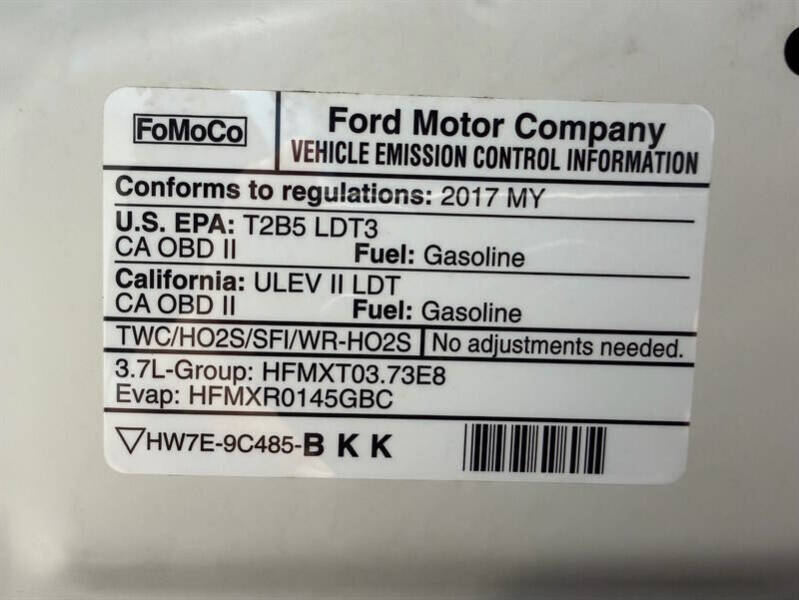 FoMoCo
Ford Motor Company
VEHICLE EMISSION CONTROL INFORMATION
Conforms to regulations: 2017 MY
U.S. EPA: T2B5 LDT3
CA OBD II Fuel: Gasoline
California: ULEV II LDT
CA OBD II Fuel: Gasoline
TWC/HO2S/SFI/WR-HO2S No adjustments needed.
3.7L-Group: HFMXT03.73E8
Evap: HFMXR0145GBC
HW7E-9C485-B K K